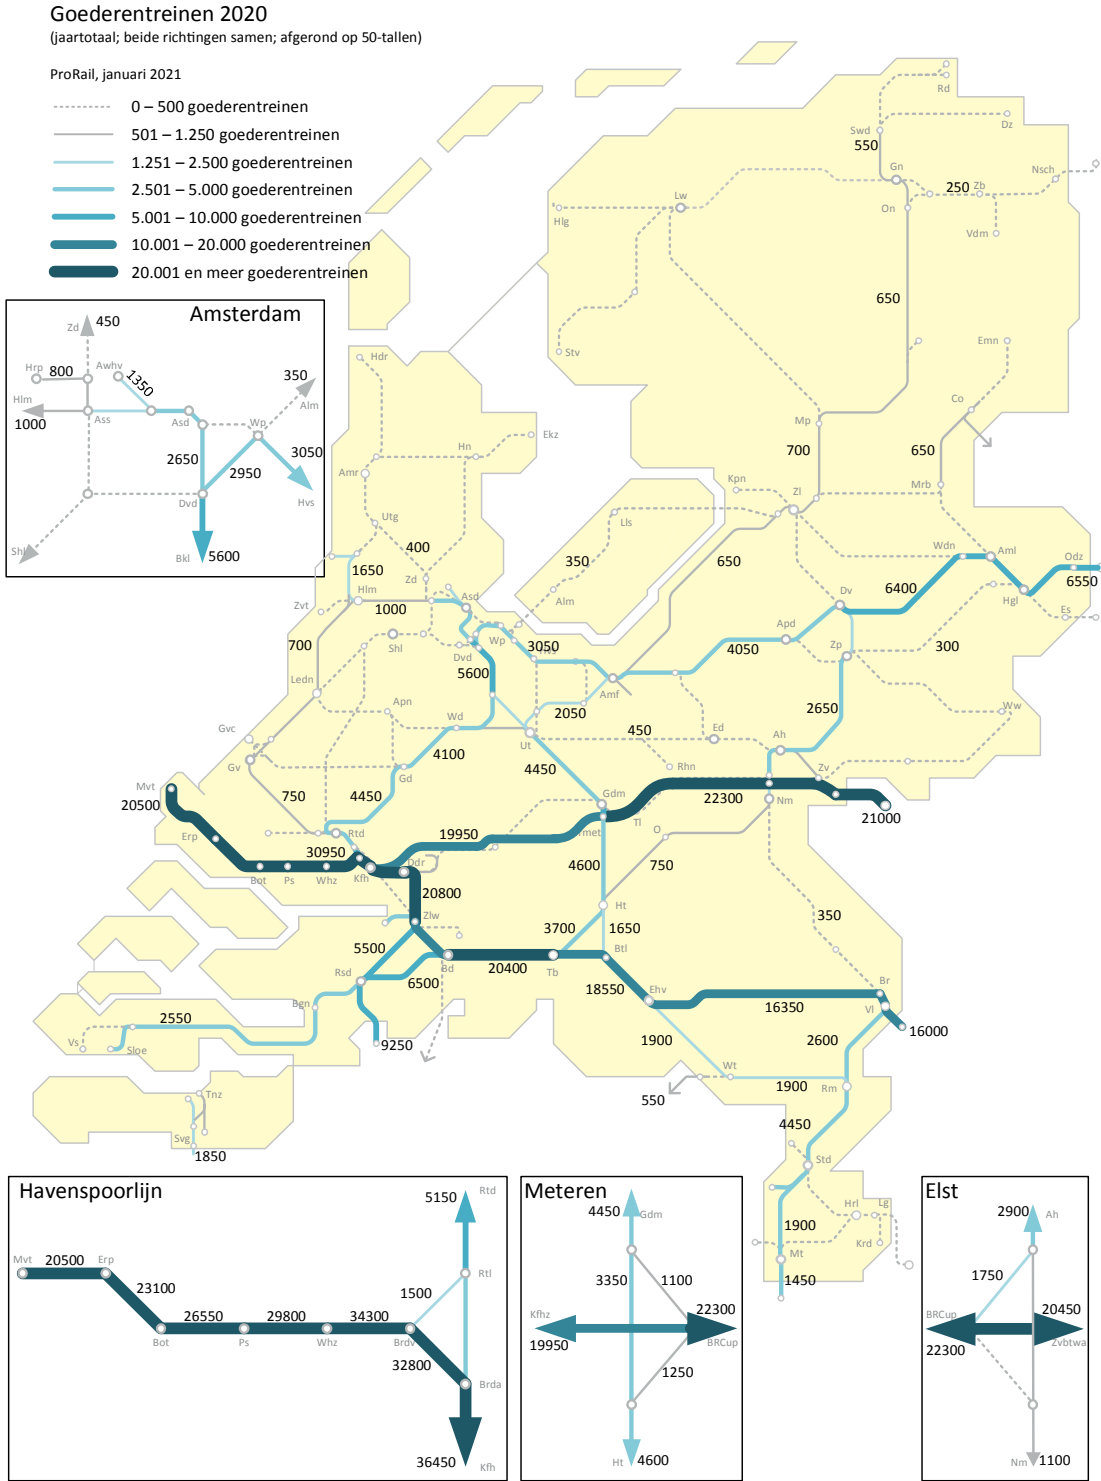 Goederentreinen 2020
(jaartotaal; beide richtingen samen; afgerond op 50-tallen)
ProRail, januari 2021
0 – 500 goederentreinen
501 – 1.250 goederentreinen
1.251 – 2.500 goederentreinen
2.501 – 5.000 goederentreinen
5.001 – 10.000 goederentreinen
10.001 – 20.000 goederentreinen
20.001 en meer goederentreinen
Rd
Swd
550
Dz
Gn
250
Zb
Nsch
On
Vdm
Lw
Hlg
650
Stv
Emn
Co
Mp
700
650
Mrb
Kpn
Zl
Amsterdam
Zd
450
Hrp
800
Awhv
1350
350
Hlm
1000
Ass
Asd
Wp
Alm
2650
2950
3050
Hvs
Dvd
Shl
Bkl
5600
Hdr
Hn
Ekz
Amr
Utg
400
Lls
350
650
Wdn
Aml
Odz
6550
6400
Hgl
Es
1650
Zd
Hlm
1000
Zvt
Asd
Alm
Dv
Apd
4050
Zp
300
Shl
Dvd
Wp
3050
Hvs
700
5600
Ledn
Apn
Amf
2050
2650
Ww
Gvc
Wd
Ut
450
Ed
Ah
4100
Gv
Gd
4450
Rhn
Zv
Mvt
20500
750
4450
Gdm
22300
Nm
21000
Tl
Erp
Rtd
19950
rmet
O
30950
Bot
Ps
Whz
Kfh
Ddr
20800
4600
750
Zlw
Ht
350
5500
3700
1650
Rsd
6500
Bd
20400
Tb
Btl
18550
Ehv
16350
Br
Vl
16000
Bgn
2550
Vs
Sloe
9250
1900
2600
Wt
1900
Rm
550
Tnz
4450
Svg
1850
Std
1900
Hrl
Lg
Krd
Mt
1450
Havenspoorlijn
5150
Rtd
Mvt
20500
Erp
23100
Rtl
1500
26550
29800
34300
Bot
Ps
Whz
Brdv
32800
Brda
36450
Kfh
Meteren
4450
Gdm
3350
1100
Kfhz
22300
19950
BRCup
1250
Ht
4600
Elst
2900
Ah
1750
BRCup
20450
22300
Zvbtwa
Nm
1100